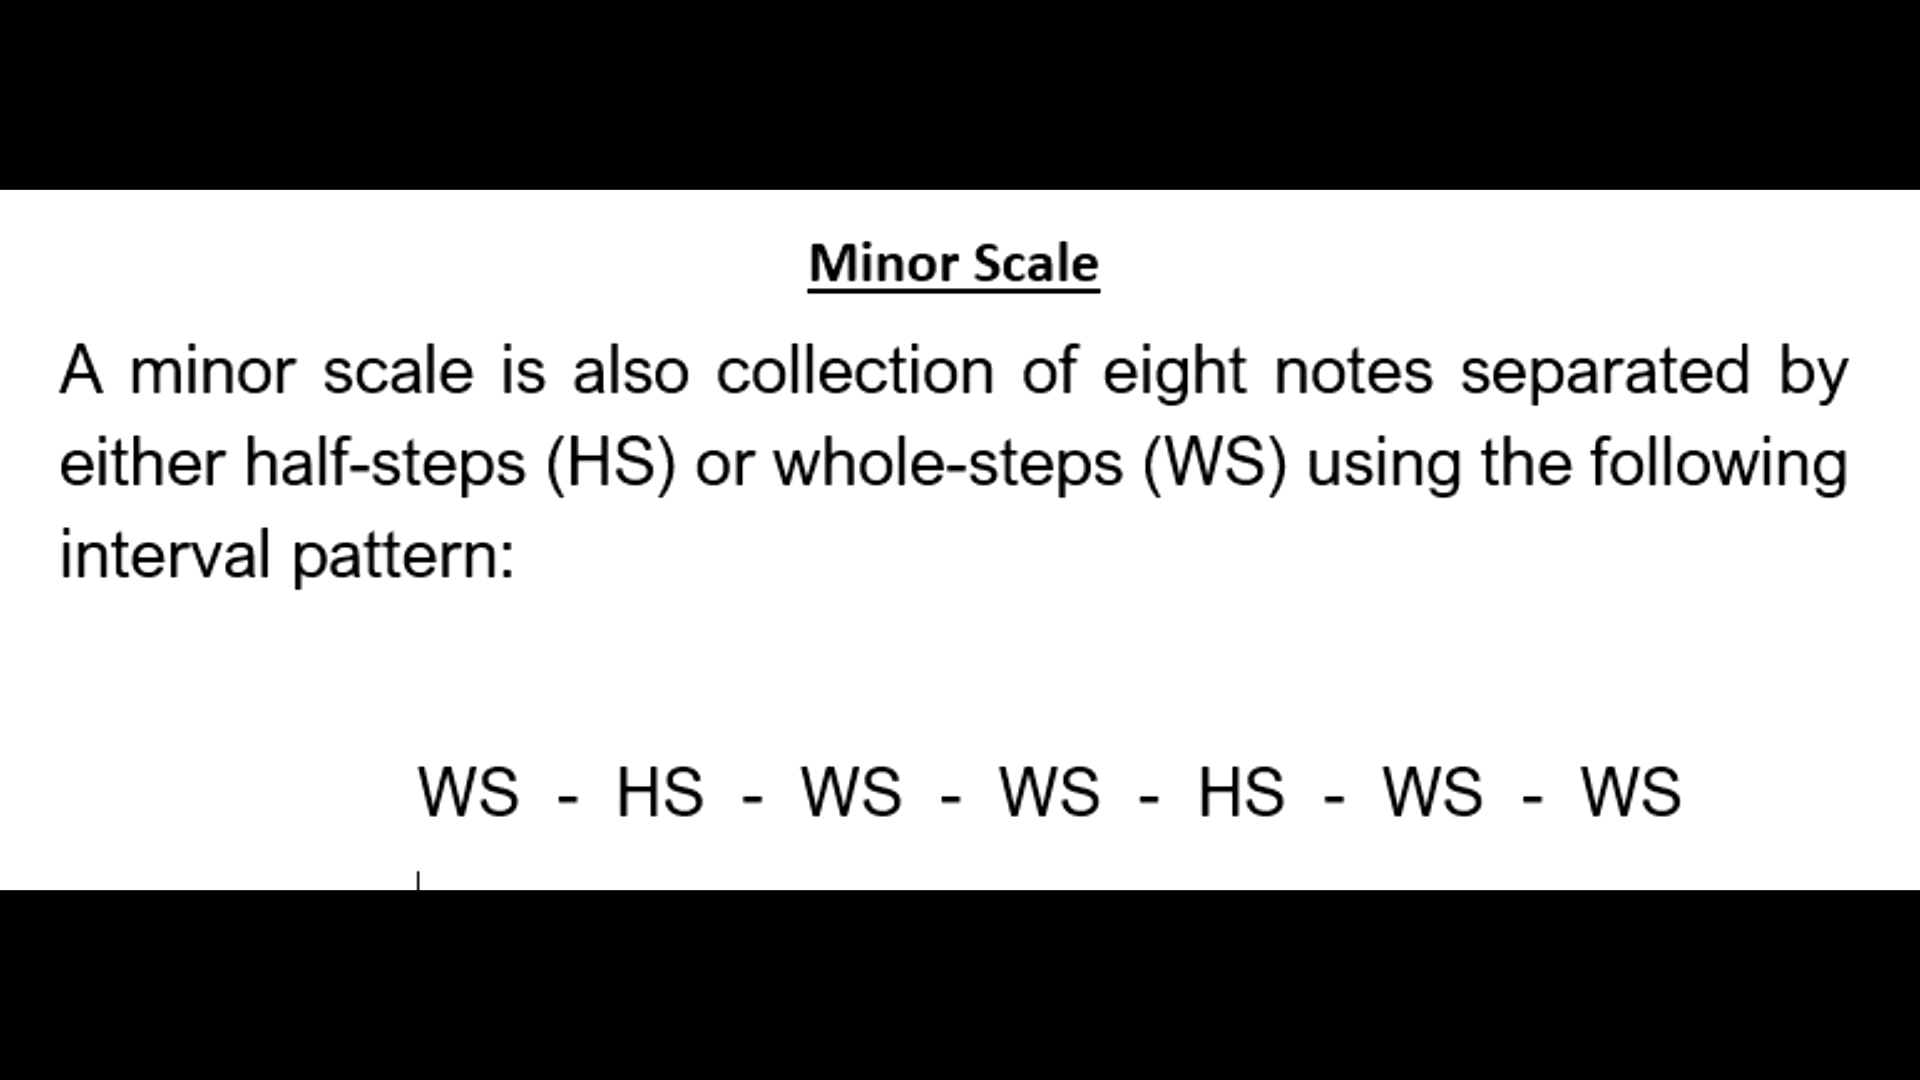 Minor Scale
A minor scale is also collection of eight notes separated by
either half-steps (HS) or whole-steps (WS) using the following
interval pattern:
WS - HS - WS - WS - HS - WS - WS